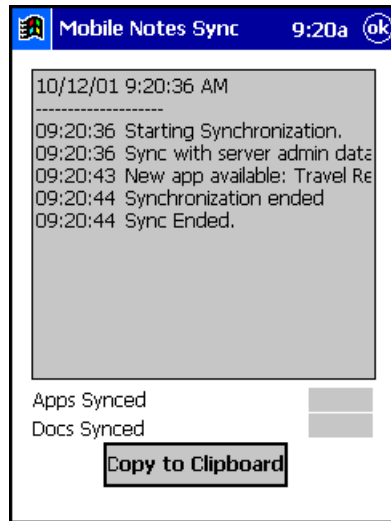 Mobile Notes Sync 9:20a ok
10/12/01 9:20:36 AM
-------------------
09:20:36 Starting Synchronization.
09:20:36 Sync with server admin data
09:20:43 New app available: Travel Re
09:20:44 Synchronization ended
09:20:44 Sync Ended.
Apps Synced
Docs Synced
Copy to Clipboard